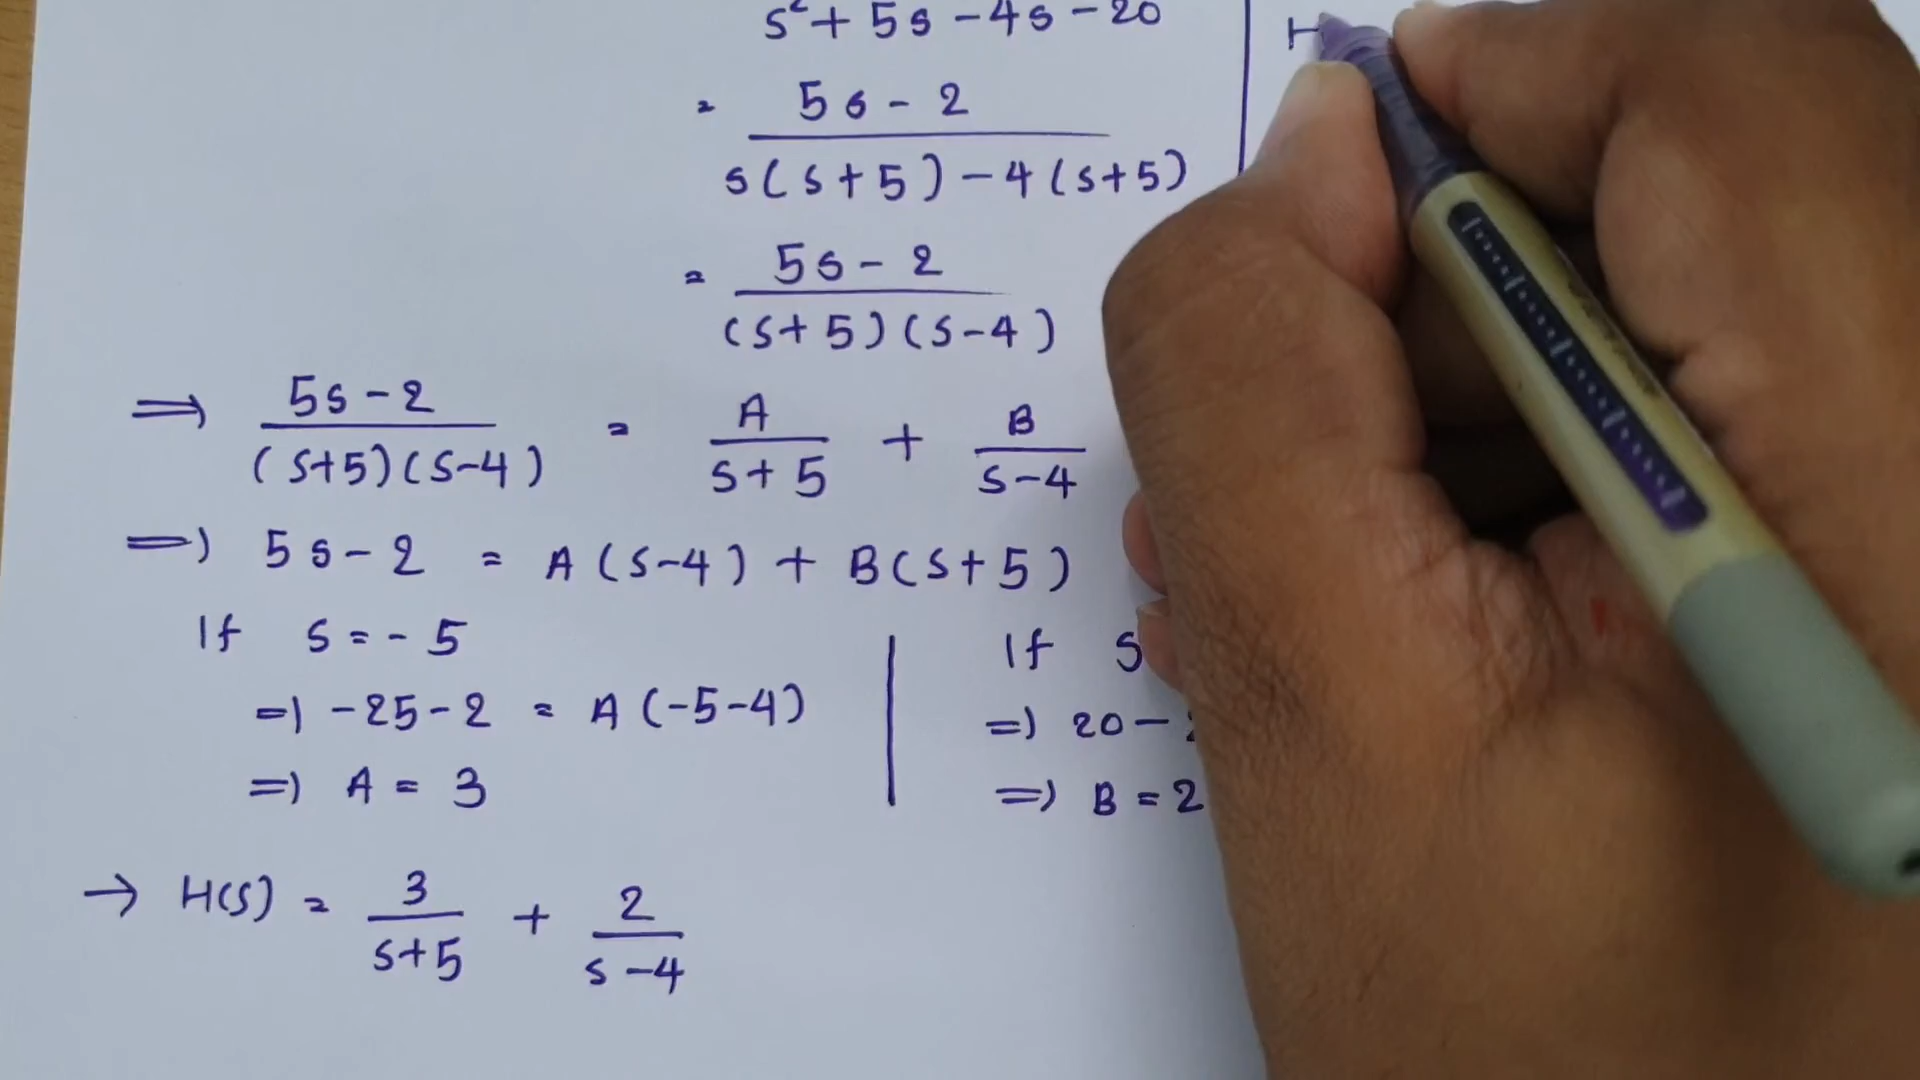 s² + 5s - 4s - 20
= 5s - 2
s(s+5) - 4(s+5)
= 5s - 2
(s+5)(s-4)
⇒ 5s - 2 / (s+5)(s-4) = A / s+5 + B / s-4
⇒ 5s - 2 = A(s-4) + B(s+5)
If s = -5
⇒ -25 - 2 = A(-5-4)
⇒ A = 3
If s
⇒ 20 -
⇒ B = 2
→ H(s) = 3 / s+5 + 2 / s-4